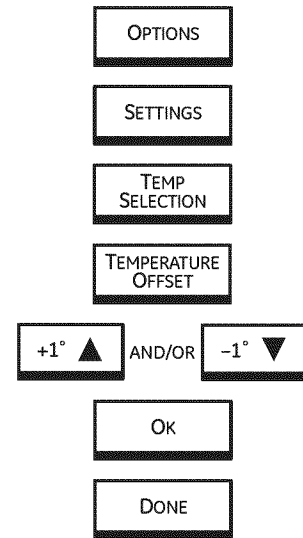 OPTIONS
SETTINGS
TEMP
SELECTION
TEMPERATURE
OFFSET
+1° ▲ AND/OR −1° ▼
OK
DONE